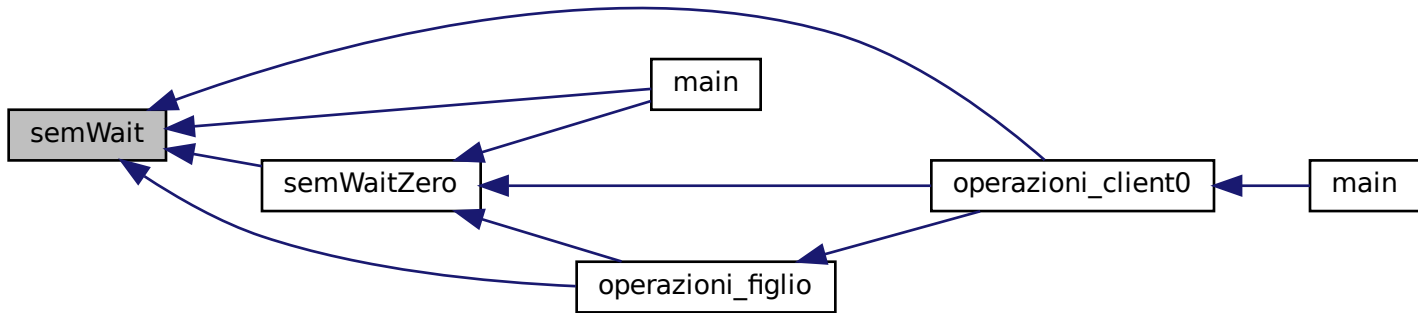 semWait
main
semWaitZero
operazioni_client0
main
operazioni_figlio